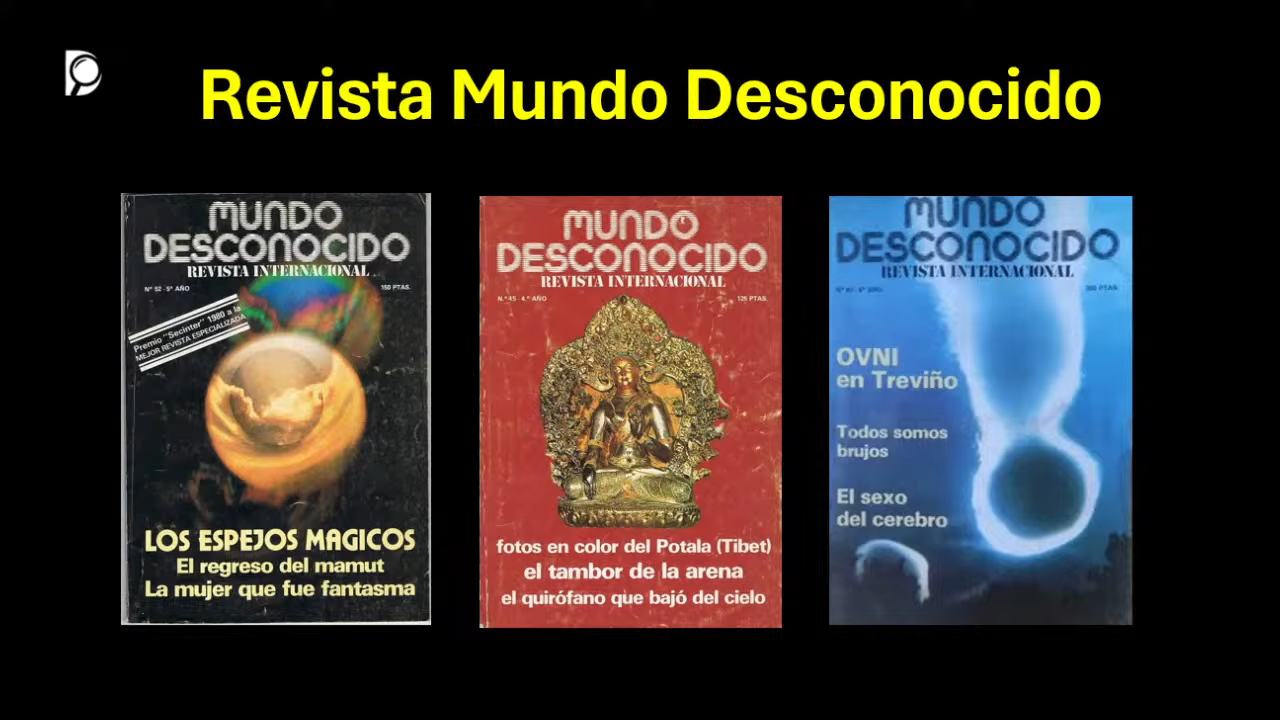 Revista Mundo Desconocido
MUNDO
DESCONOCIDO
REVISTA INTERNACIONAL
Nº 52 - 5º AÑO
150 PTAS.
Premio "Secinter" 1980 a la
MEJOR REVISTA ESPECIALIZADA
LOS ESPEJOS MAGICOS
El regreso del mamut
La mujer que fue fantasma
MUNDO
DESCONOCIDO
REVISTA INTERNACIONAL
N.º 45 - 4.º AÑO
125 PTAS.
fotos en color del Potala (Tibet)
el tambor de la arena
el quirófano que bajó del cielo
MUNDO
DESCONOCIDO
REVISTA INTERNACIONAL
PTAS.
OVNI
en Treviño
Todos somos
brujos
El sexo
del cerebro